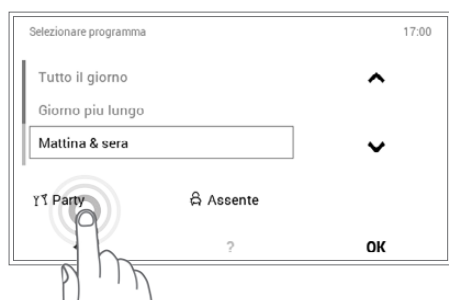 Selezionare programma 17:00
Tutto il giorno
Giorno piu lungo
Mattina & sera
Party Assente
? OK